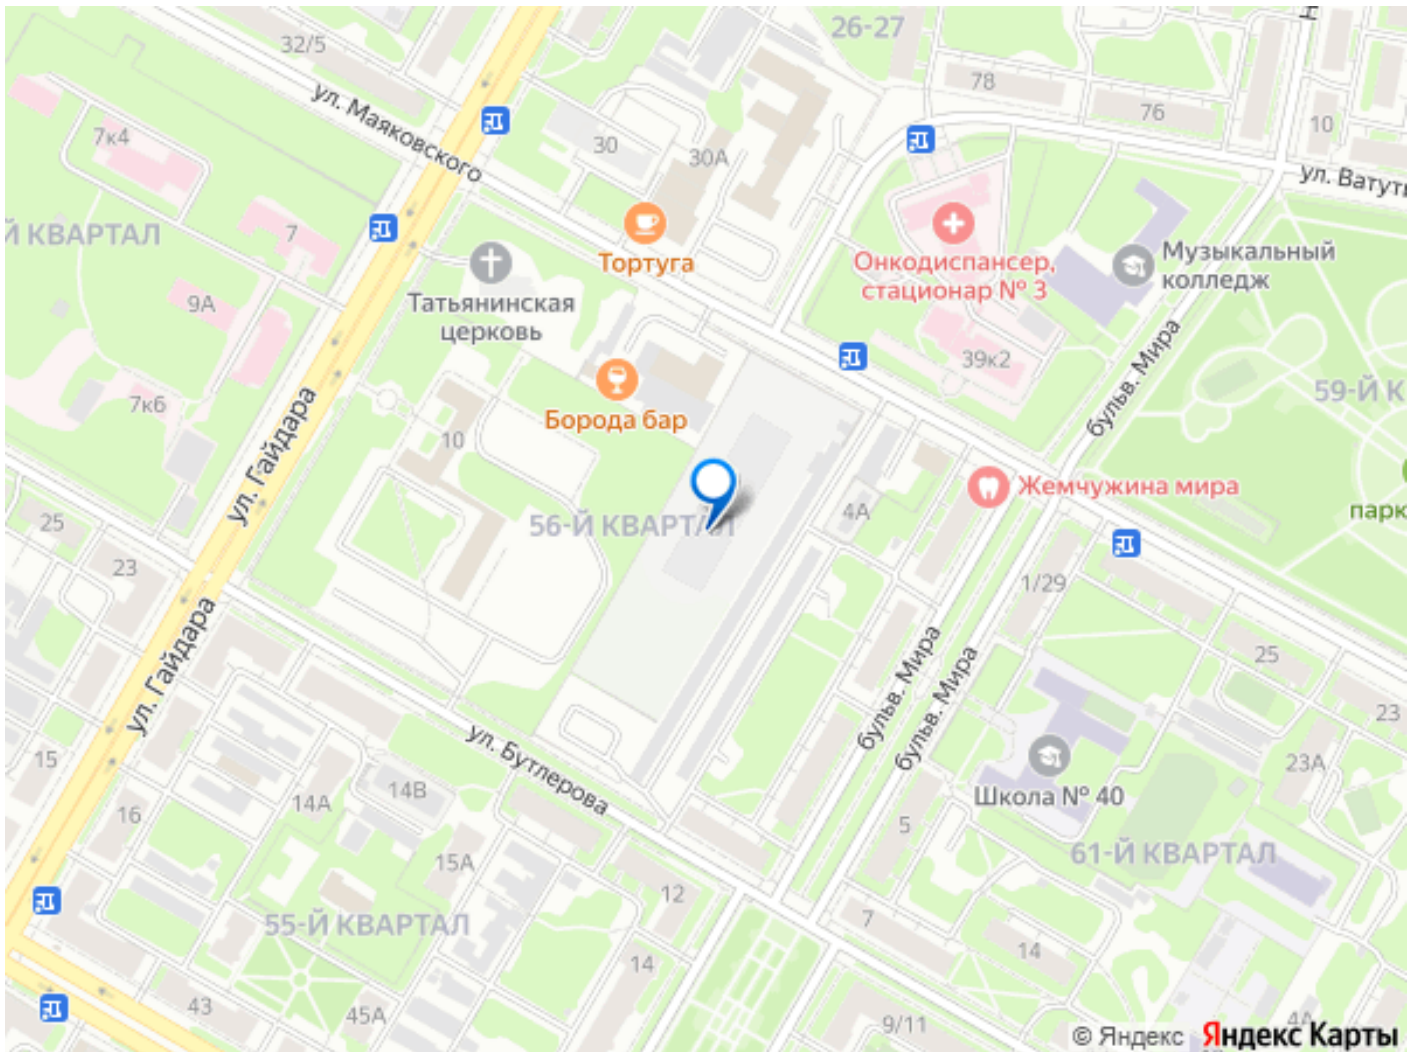 26-27
32/5
78
76
ул. Маяковского
10
7к4
30
30А
ул. Ватути
Й КВАРТАЛ
7
Тортуга
Онкодиспансер,
стационар № 3
Музыкальный
колледж
9А
Татьянинская
церковь
39к2
бульв. Мира
59-Й К
7к6
Борода бар
ул. Гайдара
10
Жемчужина мира
парк
25
56-Й КВАРТАЛ
4А
23
1/29
ул. Гайдара
бульв. Мира
бульв. Мира
25
23
15
ул. Бутлерова
23А
14А
14В
Школа № 40
16
5
61-Й КВАРТАЛ
15А
12
55-Й КВАРТАЛ
7
14
14
43
45А
9/11
4А
© Яндекс Яндекс Карты